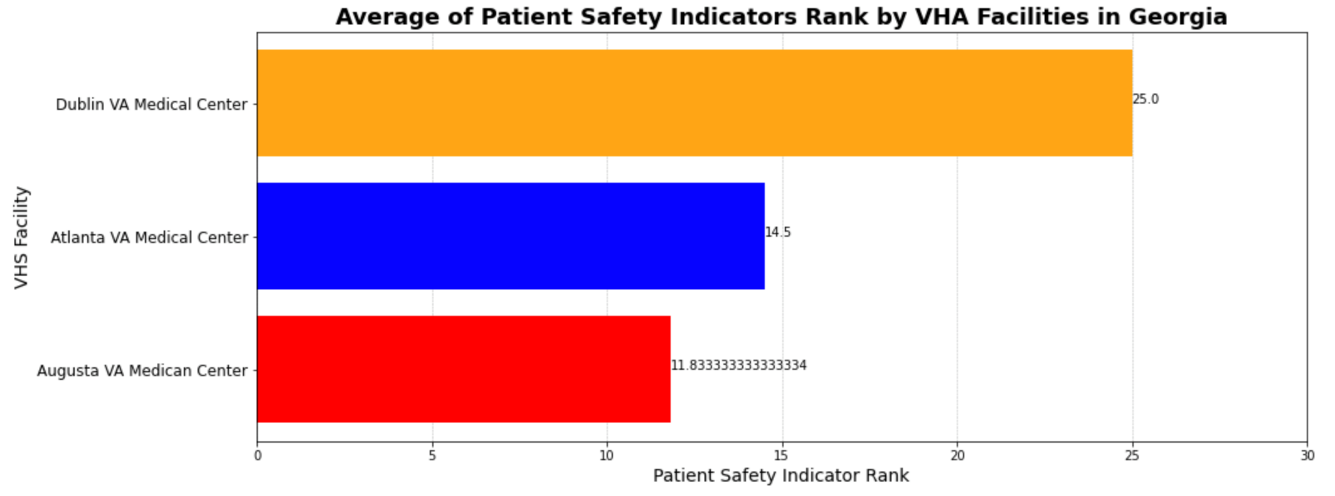 Average of Patient Safety Indicators Rank by VHA Facilities in Georgia
VHS Facility
Dublin VA Medical Center
25.0
Atlanta VA Medical Center
14.5
Augusta VA Medican Center
11.833333333333334
0 5 10 15 20 25 30
Patient Safety Indicator Rank